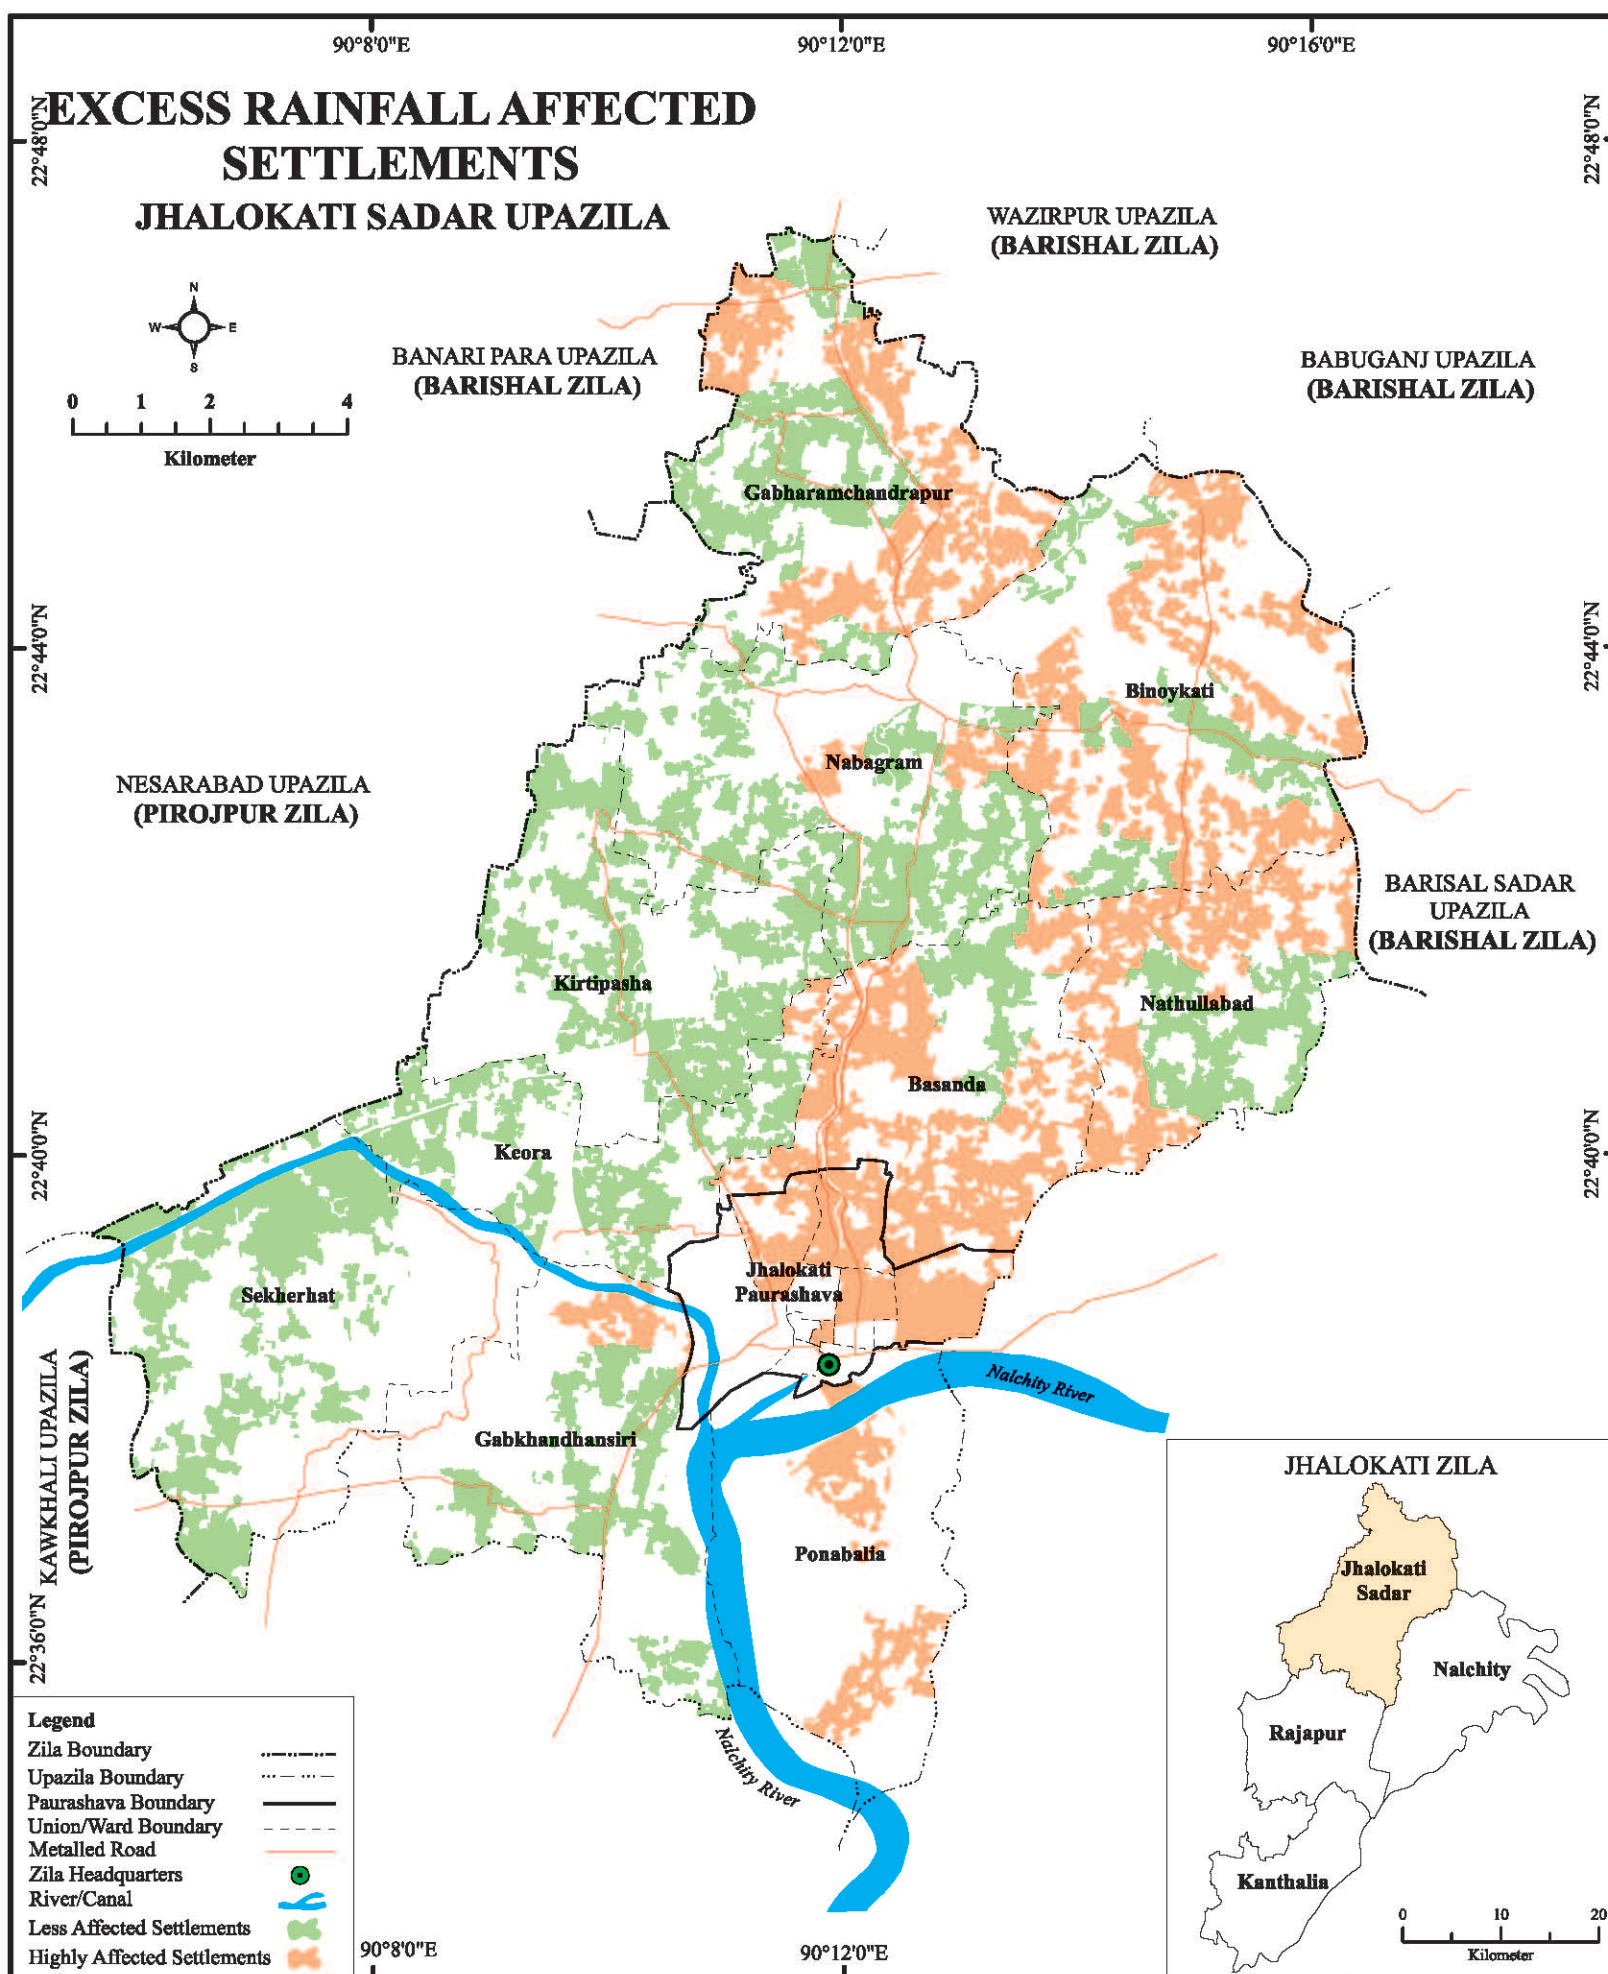 90°8'0"E
90°12'0"E
90°16'0"E
EXCESS RAINFALL AFFECTED
SETTLEMENTS
JHALOKATI SADAR UPAZILA
22°48'0"N
22°48'0"N
WAZIRPUR UPAZILA
(BARISHAL ZILA)
N
W
E
S
BANARI PARA UPAZILA
(BARISHAL ZILA)
BABUGANJ UPAZILA
(BARISHAL ZILA)
0 1 2 4
Kilometer
Gabharamchandrapur
22°44'0"N
22°44'0"N
Binoykati
Nabagram
NESARABAD UPAZILA
(PIROJPUR ZILA)
BARISAL SADAR
UPAZILA
(BARISHAL ZILA)
Kirtipasha
Nathullabad
Basanda
Keora
22°40'0"N
22°40'0"N
Jhalokati
Paurashava
Sekherhat
KAWKHALI UPAZILA
(PIROJPUR ZILA)
Nalchity River
Gabkhandhansiri
Ponabalia
22°36'0"N
Nalchity River
JHALOKATI ZILA
Jhalokati
Sadar
Nalchity
Rajapur
Kanthalia
0 10 20
Kilometer
Legend
Zila Boundary
Upazila Boundary
Paurashava Boundary
Union/Ward Boundary
Metalled Road
Zila Headquarters
River/Canal
Less Affected Settlements
Highly Affected Settlements
90°8'0"E
90°12'0"E